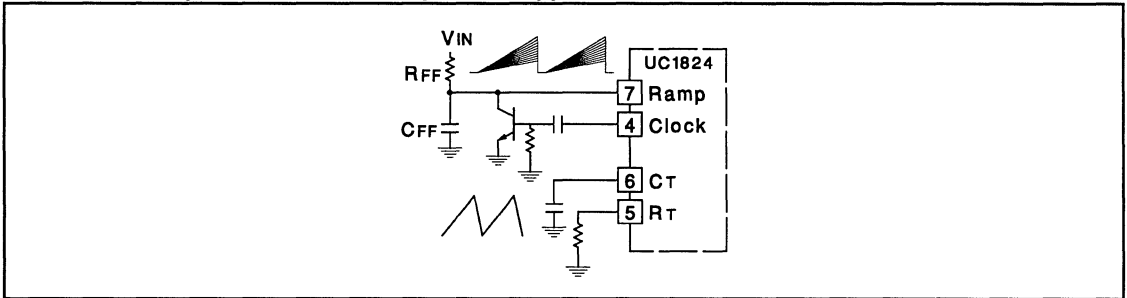 VIN
RFF
UC1824
7 Ramp
CFF
4 Clock
6 CT
5 RT